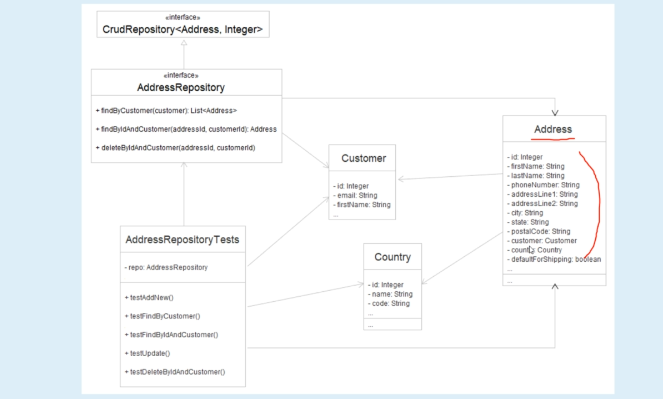 «interface»
CrudRepository<Address, Integer>
«interface»
AddressRepository
+ findByCustomer(customer): List<Address>
+ findByIdAndCustomer(addressId, customerId): Address
+ deleteByIdAndCustomer(addressId, customerId)
Customer
- id: Integer
- email: String
- firstName: String
...
Address
- id: Integer
- firstName: String
- lastName: String
- phoneNumber: String
- addressLine1: String
- addressLine2: String
- city: String
- state: String
- postalCode: String
- customer: Customer
- country: Country
- defaultForShipping: boolean
...
...
AddressRepositoryTests
- repo: AddressRepository
+ testAddNew()
+ testFindByCustomer()
+ testFindByIdAndCustomer()
+ testUpdate()
+ testDeleteByIdAndCustomer()
Country
- id: Integer
- name: String
- code: String
...
...